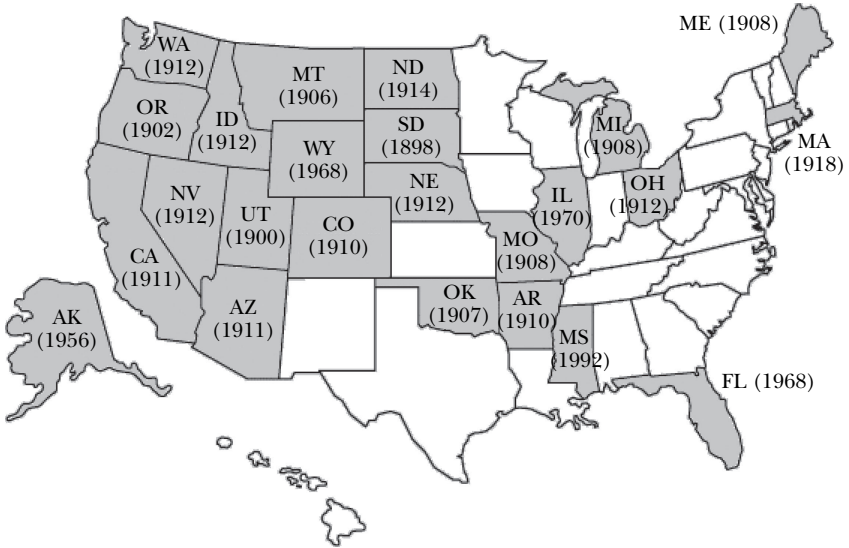 ME (1908)
WA
(1912)
MT
(1906)
ND
(1914)
OR
(1902)
ID
(1912)
SD
(1898)
MI
(1908)
MA
(1918)
WY
(1968)
NE
(1912)
IL
(1970)
OH
(1912)
NV
(1912)
UT
(1900)
CO
(1910)
MO
(1908)
CA
(1911)
AZ
(1911)
OK
(1907)
AR
(1910)
AK
(1956)
MS
(1992)
FL (1968)